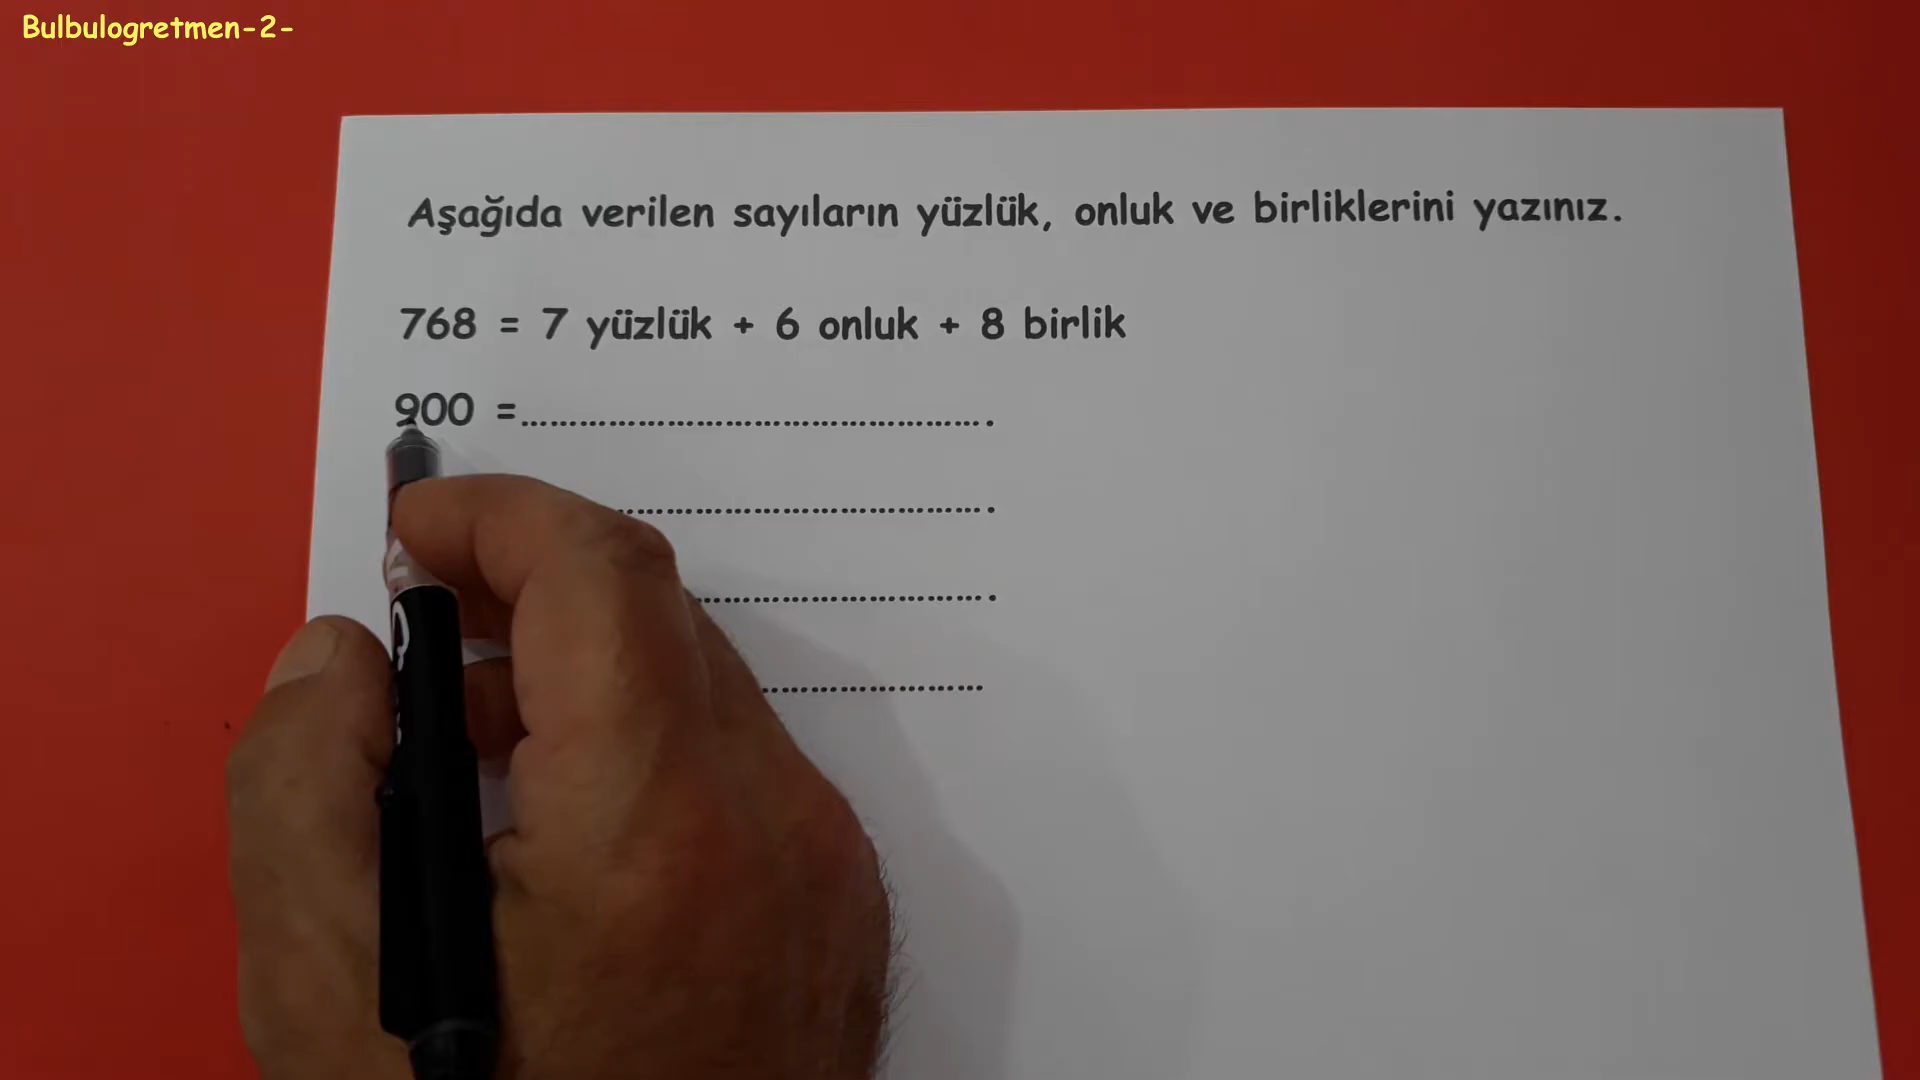 Bulbulogretmen-2-
Aşağıda verilen sayıların yüzlük, onluk ve birliklerini yazınız.
768 = 7 yüzlük + 6 onluk + 8 birlik
900 =…………………………………………….
…………………………….
…………………….
………………